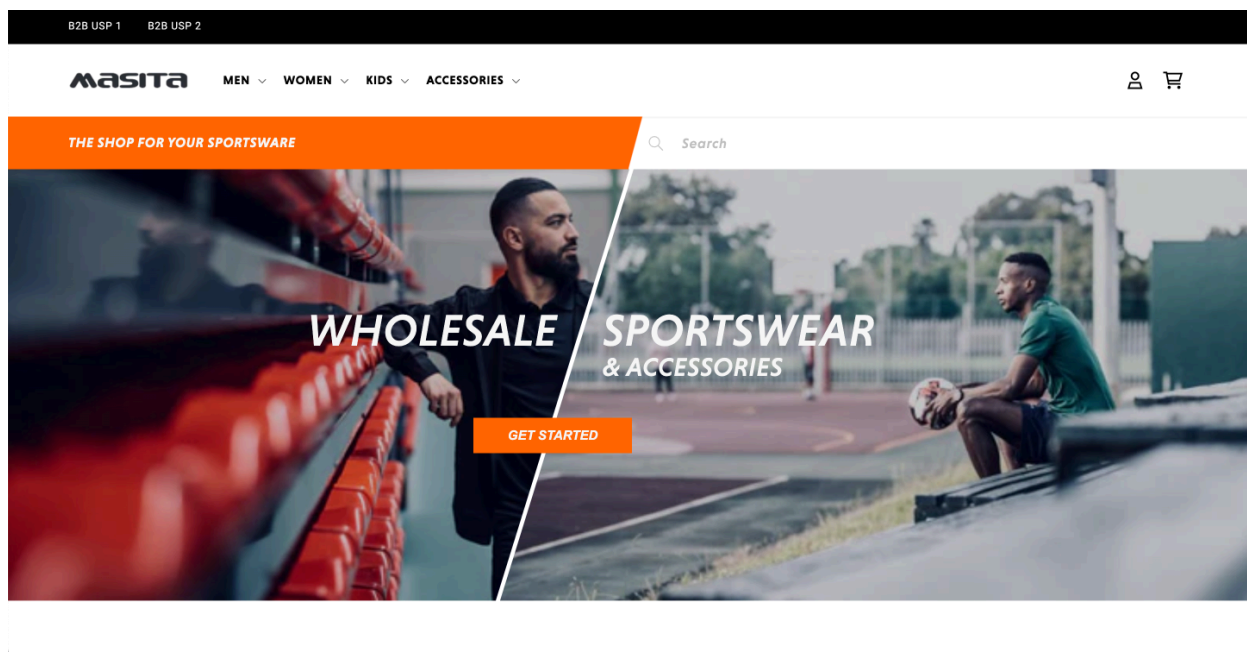 B2B USP 1 B2B USP 2
masita MEN WOMEN KIDS ACCESSORIES
THE SHOP FOR YOUR SPORTSWARE Search
WHOLESALE SPORTSWEAR
& ACCESSORIES
GET STARTED